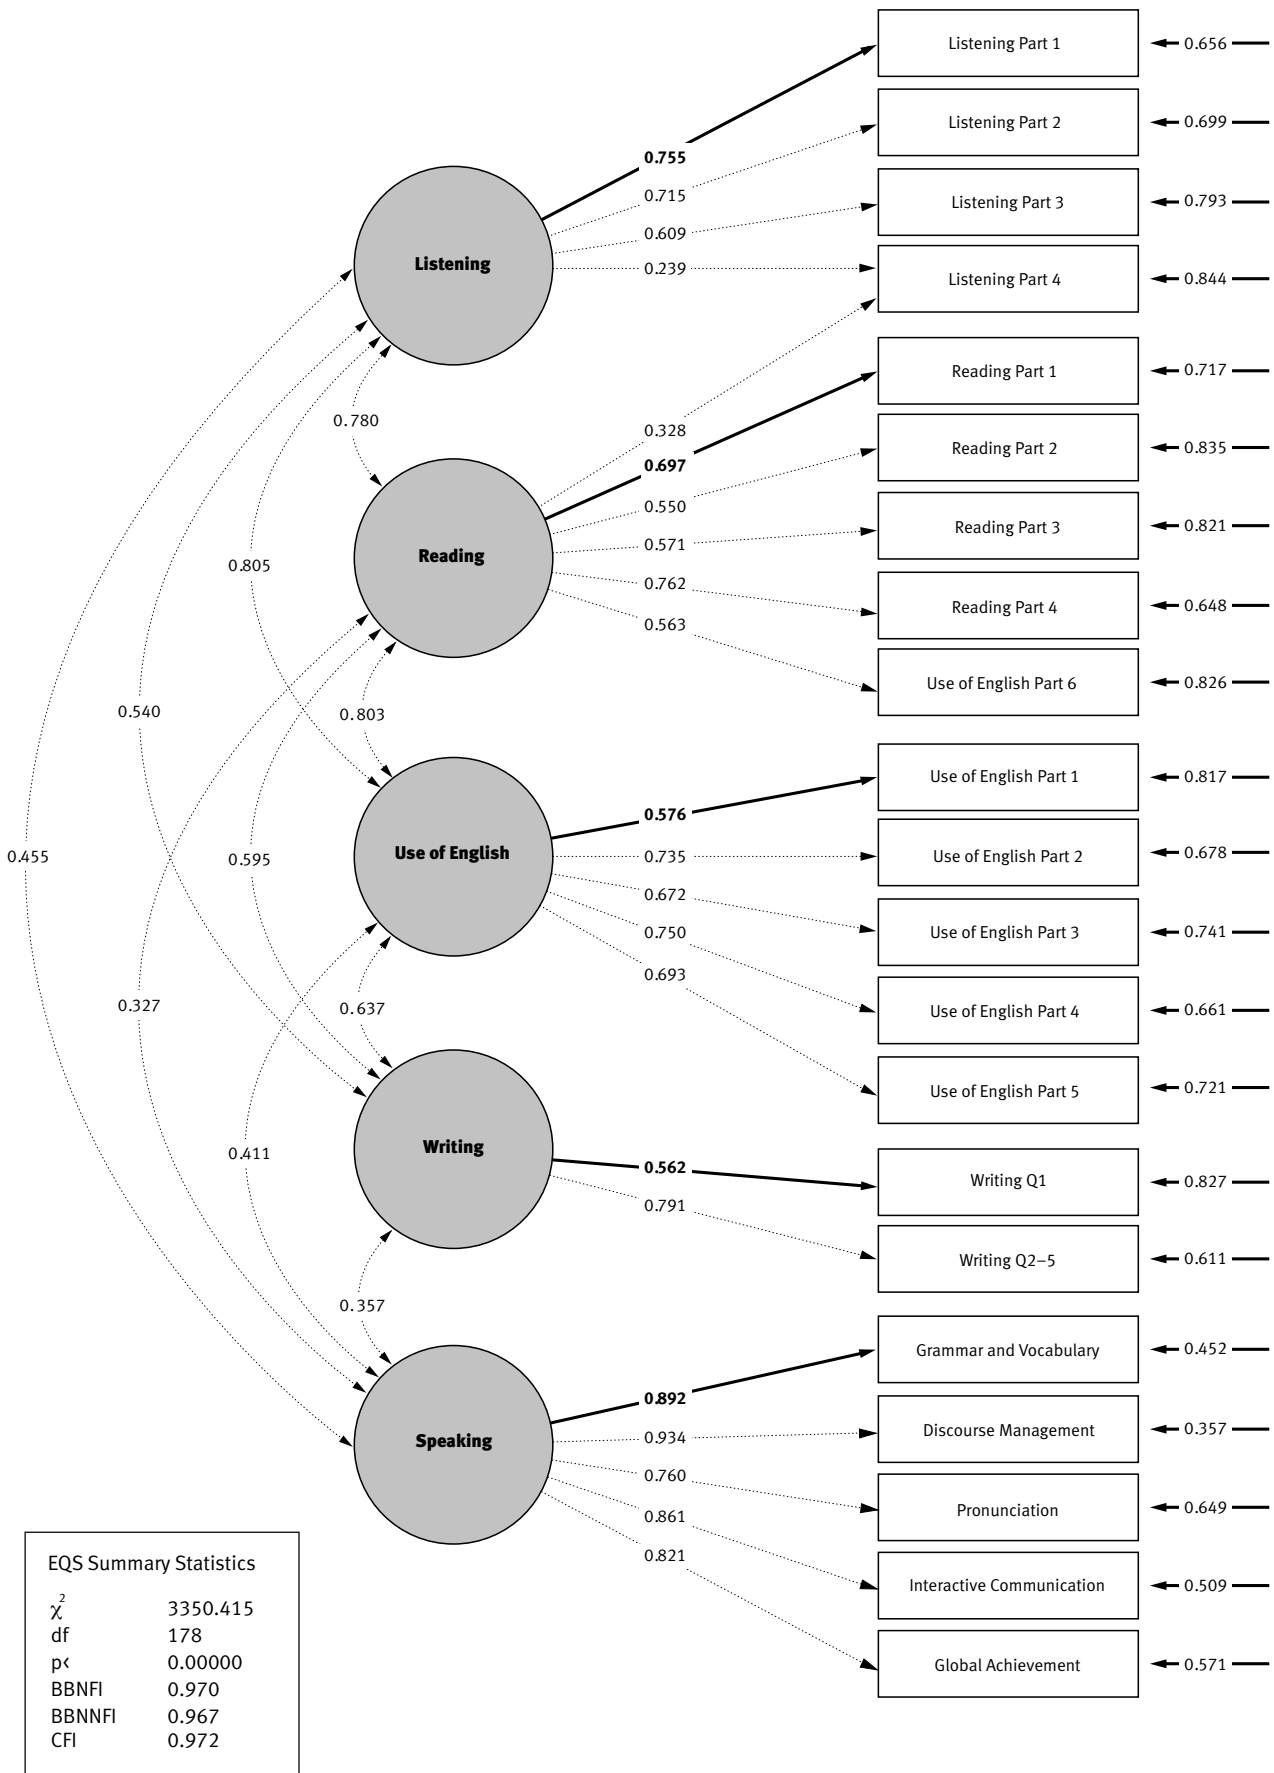 Listening Part 1
0.656
Listening Part 2
0.699
0.755
0.715
Listening Part 3
0.793
0.609
Listening
0.239
Listening Part 4
0.844
Reading Part 1
0.717
0.780
0.328
Reading Part 2
0.835
0.697
0.550
Reading Part 3
0.821
0.571
Reading
0.805
0.762
Reading Part 4
0.648
0.563
Use of English Part 6
0.826
0.540
0.803
Use of English Part 1
0.817
0.576
Use of English
0.735
Use of English Part 2
0.678
0.455
0.595
0.672
Use of English Part 3
0.741
0.750
0.693
0.327
0.637
Use of English Part 4
0.661
Use of English Part 5
0.721
0.411
Writing
0.562
Writing Q1
0.827
0.791
Writing Q2–5
0.611
0.357
Grammar and Vocabulary
0.452
0.892
Speaking
0.934
Discourse Management
0.357
0.760
Pronunciation
0.649
0.861
0.821
Interactive Communication
0.509
Global Achievement
0.571
EQS Summary Statistics
χ² 3350.415
df 178
p< 0.00000
BBNFI 0.970
BBNNFI 0.967
CFI 0.972